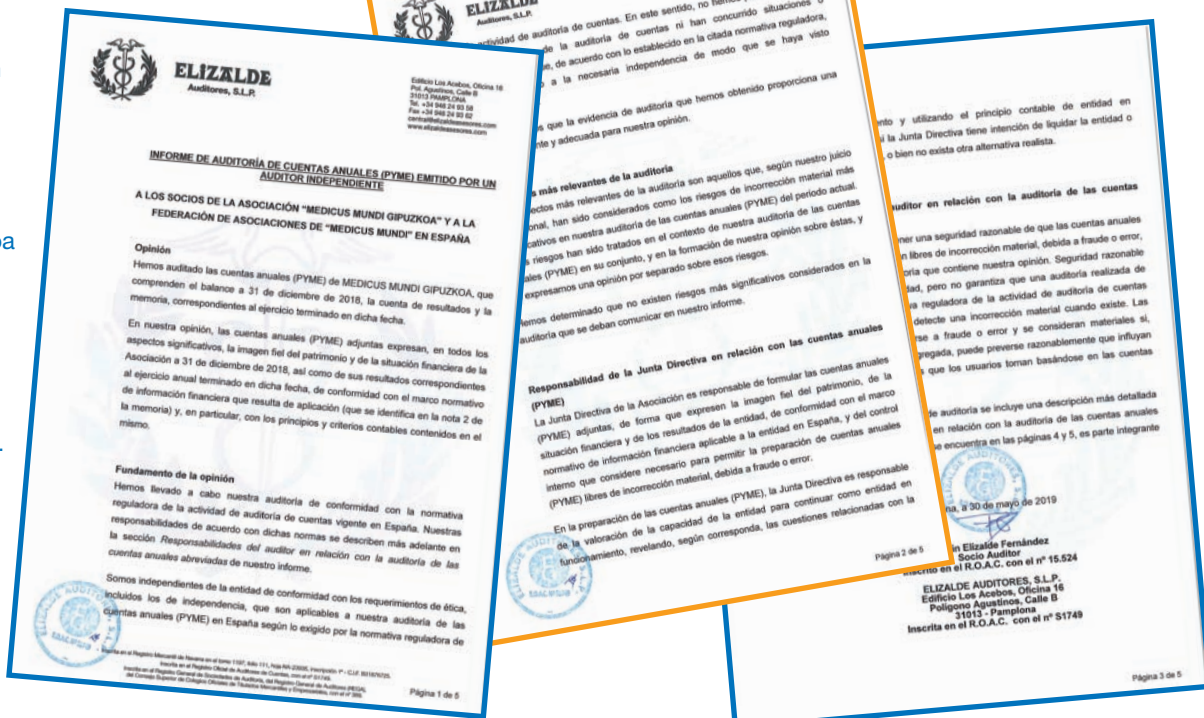 ELIZALDE
Auditores, S.L.P.
Edificio Los Acebos, Oficina 16
Pol. Agustinos, Calle B
31013 PAMPLONA
Tel. +34 948 24 93 58
Fax +34 948 24 93 62
central@elizaldeasesores.com
www.elizaldeasesores.com
INFORME DE AUDITORÍA DE CUENTAS ANUALES (PYME) EMITIDO POR UN
AUDITOR INDEPENDIENTE
A LOS SOCIOS DE LA ASOCIACIÓN “MEDICUS MUNDI GIPUZKOA” Y A LA
FEDERACIÓN DE ASOCIACIONES DE “MEDICUS MUNDI” EN ESPAÑA
Opinión
Hemos auditado las cuentas anuales (PYME) de MEDICUS MUNDI GIPUZKOA, que
comprenden el balance a 31 de diciembre de 2018, la cuenta de resultados y la
memoria, correspondientes al ejercicio terminado en dicha fecha.
En nuestra opinión, las cuentas anuales (PYME) adjuntas expresan, en todos los
aspectos significativos, la imagen fiel del patrimonio y de la situación financiera de la
Asociación a 31 de diciembre de 2018, así como de sus resultados correspondientes
al ejercicio anual terminado en dicha fecha, de conformidad con el marco normativo
de información financiera que resulta de aplicación (que se identifica en la nota 2 de
la memoria) y, en particular, con los principios y criterios contables contenidos en el
mismo.
Fundamento de la opinión
Hemos llevado a cabo nuestra auditoría de conformidad con la normativa
reguladora de la actividad de auditoría de cuentas vigente en España. Nuestras
responsabilidades de acuerdo con dichas normas se describen más adelante en
la sección Responsabilidades del auditor en relación con la auditoría de las
cuentas anuales abreviadas de nuestro informe.
Somos independientes de la entidad de conformidad con los requerimientos de ética,
incluidos los de independencia, que son aplicables a nuestra auditoría de las
cuentas anuales (PYME) en España según lo exigido por la normativa reguladora de
Página 1 de 5
ELIZALDE
Auditores, S.L.P.
actividad de auditoría de cuentas. En este sentido, no
de la auditoría de cuentas ni han concurrido situaciones
de acuerdo con lo establecido en la citada normativa reguladora,
a la necesaria independencia de modo que se haya visto
que la evidencia de auditoría que hemos obtenido proporciona una
y adecuada para nuestra opinión.
más relevantes de la auditoría
más relevantes de la auditoría son aquellos que, según nuestro juicio
han sido considerados como los riesgos de incorrección material más
en nuestra auditoría de las cuentas anuales (PYME) del periodo actual.
riesgos han sido tratados en el contexto de nuestra auditoría de las cuentas
(PYME) en su conjunto, y en la formación de nuestra opinión sobre éstas, y
expresamos una opinión por separado sobre esos riesgos.
Hemos determinado que no existen riesgos más significativos considerados en la
auditoría que se deban comunicar en nuestro informe.
Responsabilidad de la Junta Directiva en relación con las cuentas anuales
(PYME)
La Junta Directiva de la Asociación es responsable de formular las cuentas anuales
(PYME) adjuntas, de forma que expresen la imagen fiel del patrimonio, de la
situación financiera y de los resultados de la entidad, de conformidad con el marco
normativo de información financiera aplicable a la entidad en España, y del control
interno que considere necesario para permitir la preparación de cuentas anuales
(PYME) libres de incorrección material, debida a fraude o error.
En la preparación de las cuentas anuales (PYME), la Junta Directiva es responsable
de la valoración de la capacidad de la entidad para continuar como entidad en
funcionamiento, revelando, según corresponda, las cuestiones relacionadas con la
Página 2 de 5
y utilizando el principio contable de entidad en
la Junta Directiva tiene intención de liquidar la entidad o
o bien no exista otra alternativa realista.
auditor en relación con la auditoría de las cuentas
una seguridad razonable de que las cuentas anuales
libres de incorrección material, debida a fraude o error,
que contiene nuestra opinión. Seguridad razonable
pero no garantiza que una auditoría realizada de
reguladora de la actividad de auditoría de cuentas
detecte una incorrección material cuando existe. Las
a fraude o error y se consideran materiales si,
puede preverse razonablemente que influyan
que los usuarios toman basándose en las cuentas
de auditoría se incluye una descripción más detallada
en relación con la auditoría de las cuentas anuales
se encuentra en las páginas 4 y 5, es parte integrante
a 30 de mayo de 2019
Elizalde Fernández
Socio Auditor
Inscrito en el R.O.A.C. con el nº 15.524
ELIZALDE AUDITORES, S.L.P.
Edificio Los Acebos, Oficina 16
Polígono Agustinos, Calle B
31013 - Pamplona
Inscrita en el R.O.A.C. con el nº S1749
Página 3 de 5